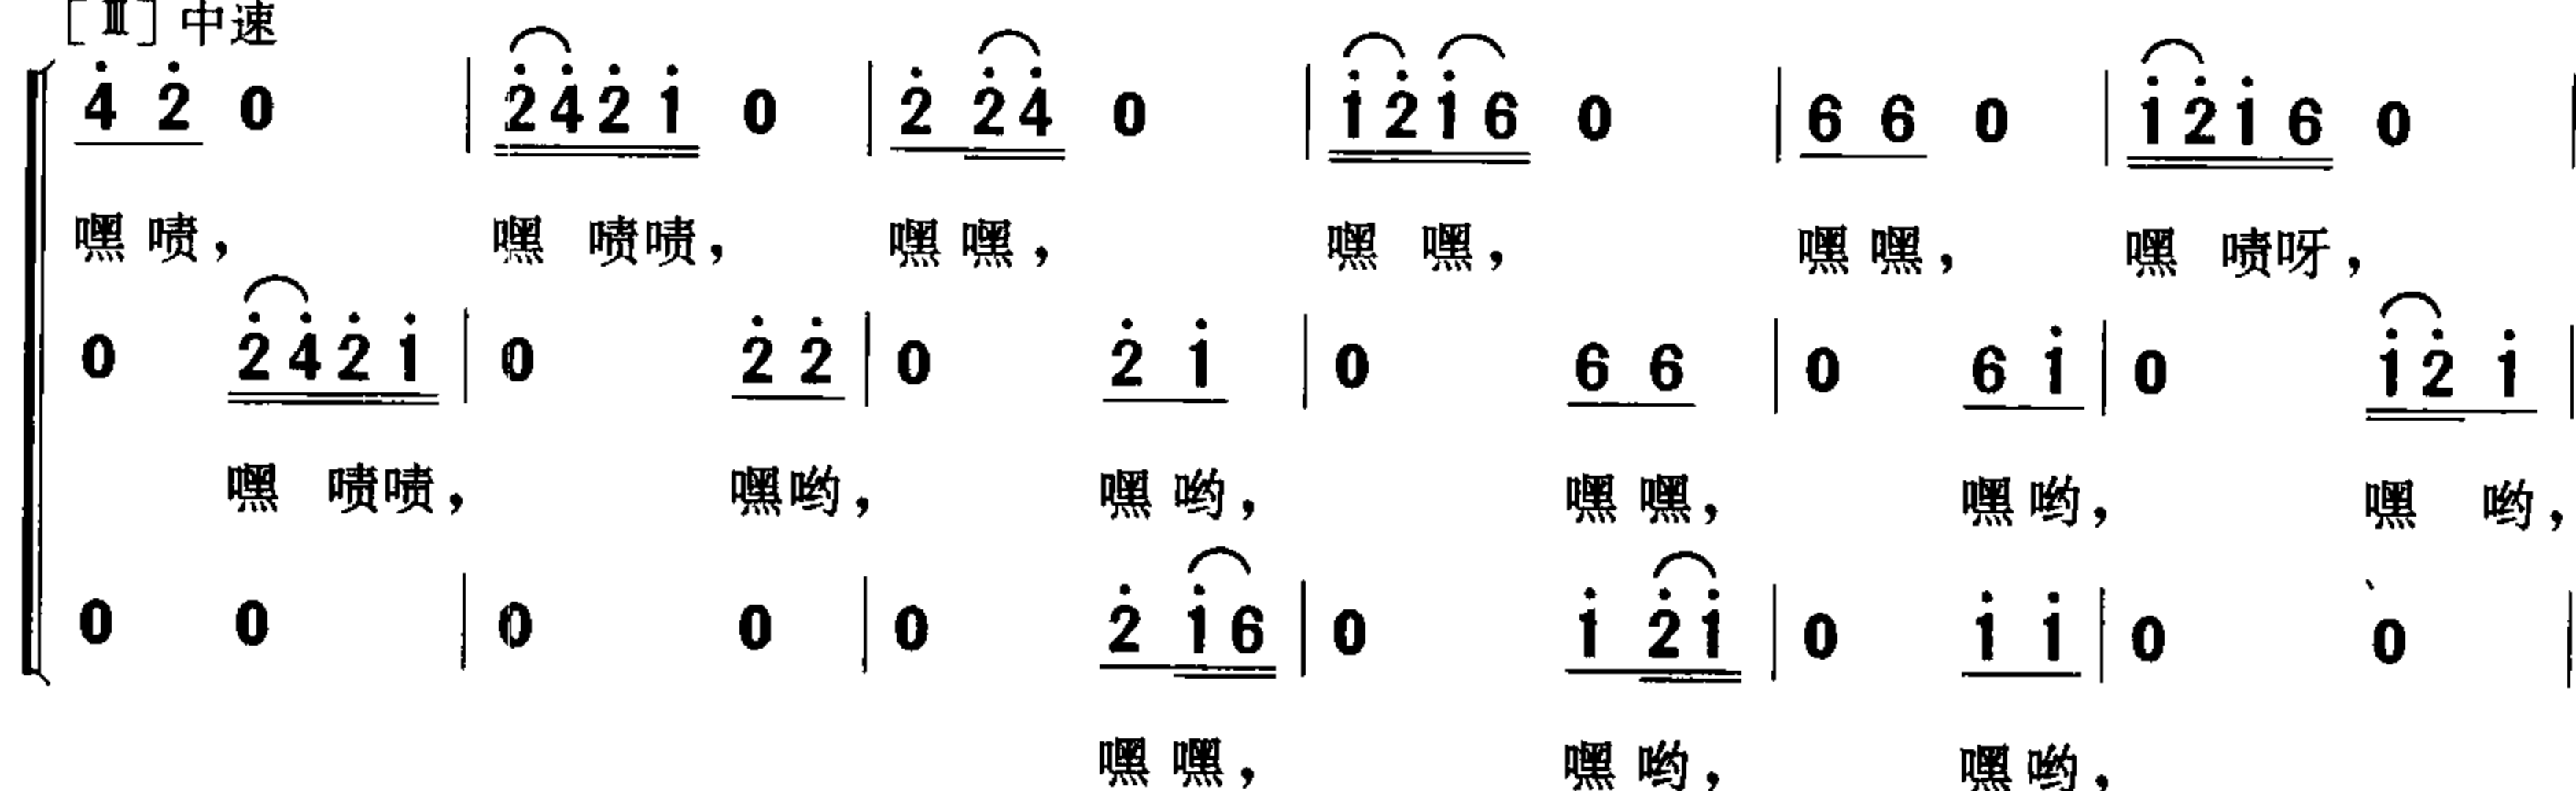 [Ⅲ] 中速
4̇ 2̇ 0 | 2̇ 4̇ 2̇ 1̇ 0 | 2̇ 2̇ 4̇ 0 | 1̇ 2̇ 1̇ 6 0 | 6 6 0 | 1̇ 2̇ 1̇ 6 0 |
嘿 啧， 嘿 啧啧， 嘿 嘿， 嘿 嘿， 嘿 嘿， 嘿 啧呀，
0 2̇ 4̇ 2̇ 1̇ | 0 2̇ 2̇ | 0 2̇ 1̇ | 0 6 6 | 0 6 1̇ | 0 1̇ 2̇ 1̇ |
嘿 啧啧， 嘿哟， 嘿 哟， 嘿 嘿， 嘿 哟， 嘿 哟，
0 0 | 0 0 | 0 2̇ 1̇ 6 | 0 1̇ 2̇ 1̇ | 0 1̇ 1̇ | 0 0 |
嘿 嘿， 嘿 哟， 嘿 哟，